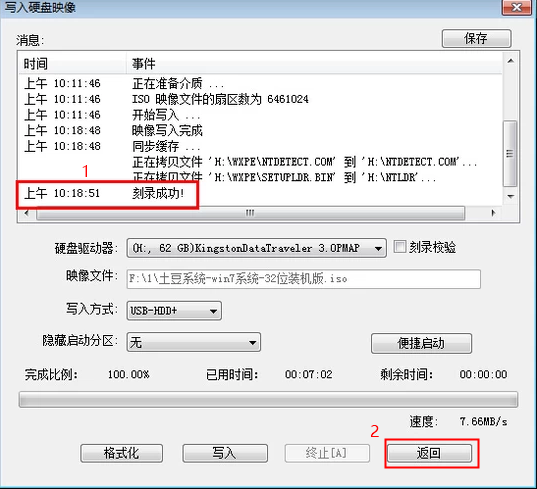 写入硬盘映像
消息:
保存
时间 事件
上午 10:11:46 正在准备介质 ...
上午 10:11:46 ISO 映像文件的扇区数为 6461024
上午 10:11:46 开始写入 ...
上午 10:18:48 映像写入完成
上午 10:18:48 同步缓存 ...
正在拷贝文件 'H:\WXPE\NTDETECT.COM' 到 'H:\NTDETECT.COM'...
正在拷贝文件 'H:\WXPE\SETUPLDR.BIN' 到 'H:\NTLDR'...
1
上午 10:18:51 刻录成功!
硬盘驱动器: (H:, 62 GB)KingstonDataTraveler 3.0PMAP 刻录校验
映像文件: F:\1\土豆系统-win7系统-32位装机版.iso
写入方式: USB-HDD+
隐藏启动分区: 无 便捷启动
完成比例: 100.00% 已用时间: 00:07:02 剩余时间: 00:00:00
速度: 7.66MB/s
2
格式化 写入 终止[A] 返回